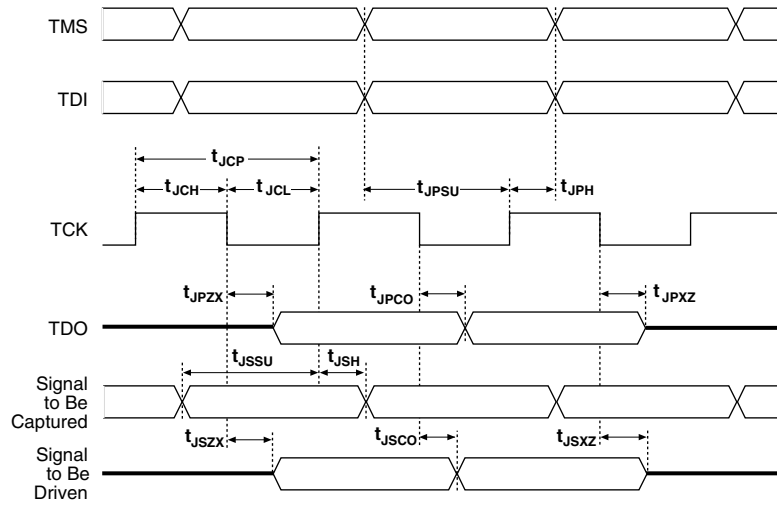 TMS
TDI
tJCP
tJCH
tJCL
tJPSU
tJPH
TCK
tJPZX
tJPCO
tJPXZ
TDO
tJSSU
tJSH
Signal
to Be
Captured
tJSZX
tJSCO
tJSXZ
Signal
to Be
Driven